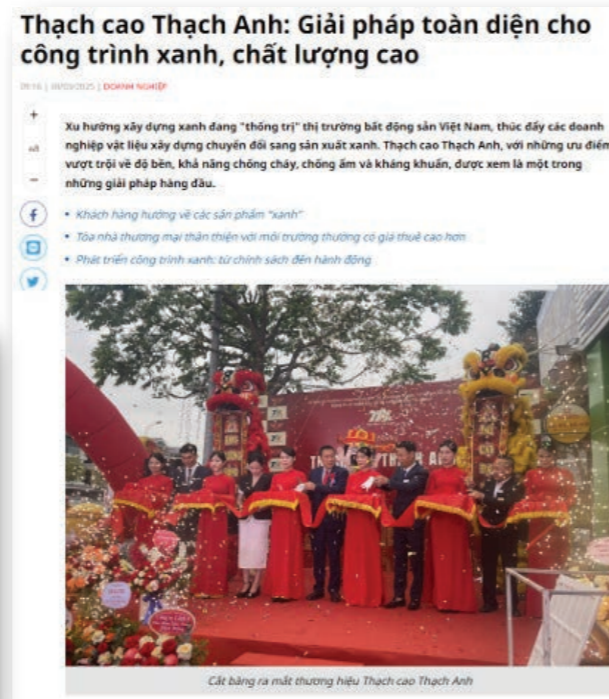 Thạch cao Thạch Anh: Giải pháp toàn diện cho
công trình xanh, chất lượng cao
DOANH NGHIỆP
+
−
Xu hướng xây dựng xanh đang "thống trị" thị trường bất động sản Việt Nam, thúc đẩy các doanh
nghiệp vật liệu xây dựng chuyển đổi sang sản xuất xanh. Thạch cao Thạch Anh, với những ưu điểm
vượt trội về độ bền, khả năng chống cháy, chống ẩm và kháng khuẩn, được xem là một trong
những giải pháp hàng đầu.
• Khách hàng hướng về các sản phẩm "xanh"
• Tòa nhà thương mại thân thiện với môi trường thường có giá thuê cao hơn
• Phát triển công trình xanh: từ chính sách đến hành động
Cắt băng ra mắt thương hiệu Thạch cao Thạch Anh